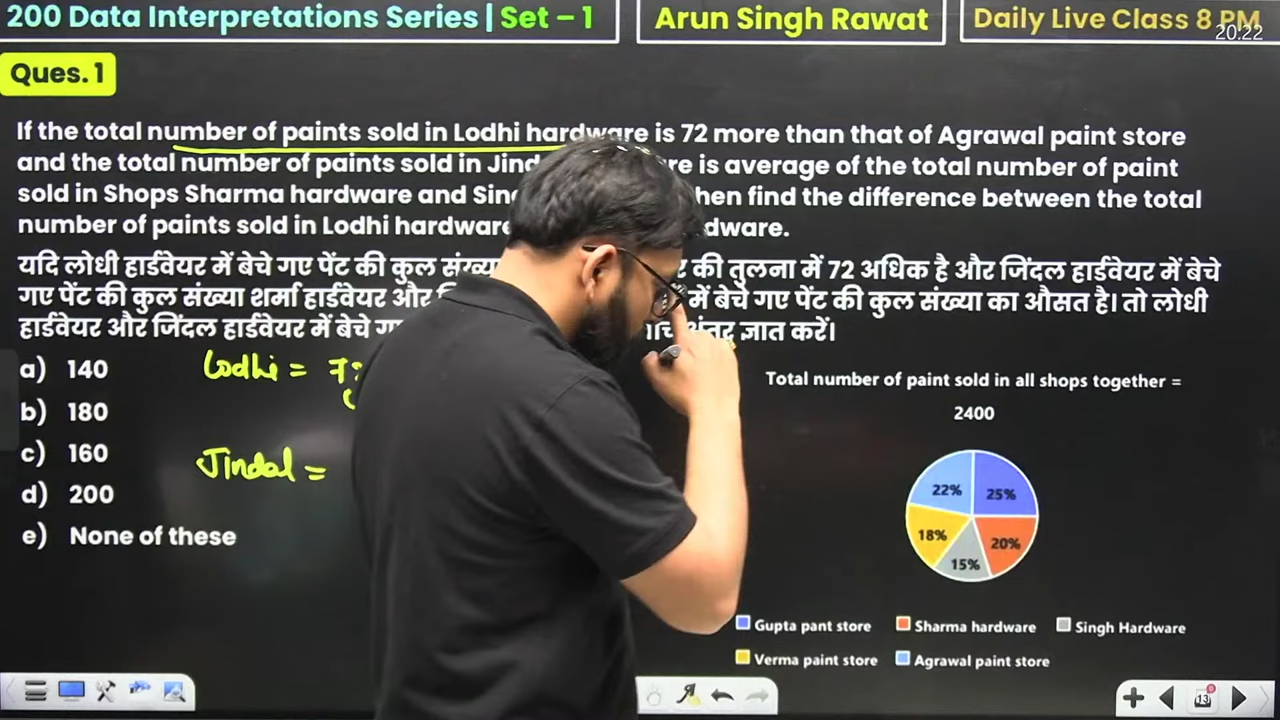 200 Data Interpretations Series | Set – 1
Arun Singh Rawat
Daily Live Class 8 PM
20:22
Ques. 1
If the total number of paints sold in Lodhi hardware is 72 more than that of Agrawal paint store
and the total number of paints sold in Jind re is average of the total number of paint
sold in Shops Sharma hardware and Sin hen find the difference between the total
number of paints sold in Lodhi hardware dware.
यदि लोधी हार्डवेयर में बेचे गए पेंट की कुल संख्या र की तुलना में 72 अधिक है और जिंदल हार्डवेयर में बेचे
गए पेंट की कुल संख्या शर्मा हार्डवेयर और में बेचे गए पेंट की कुल संख्या का औसत है। तो लोधी
हार्डवेयर और जिंदल हार्डवेयर में बेचे अंतर ज्ञात करें।
a) 140
b) 180
c) 160
d) 200
e) None of these
Lodhi = 7
Jindal =
Total number of paint sold in all shops together =
2400
22%
25%
18%
20%
15%
Gupta pant store
Sharma hardware
Singh Hardware
Verma paint store
Agrawal paint store
13